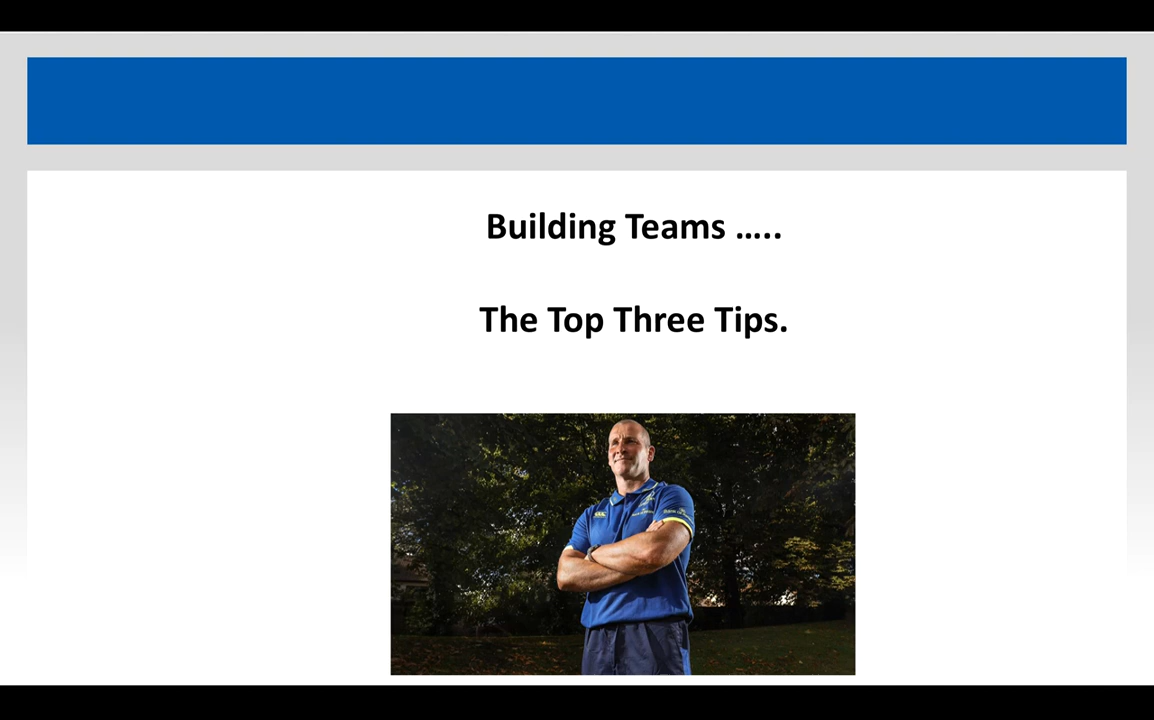 Building Teams .....
The Top Three Tips.